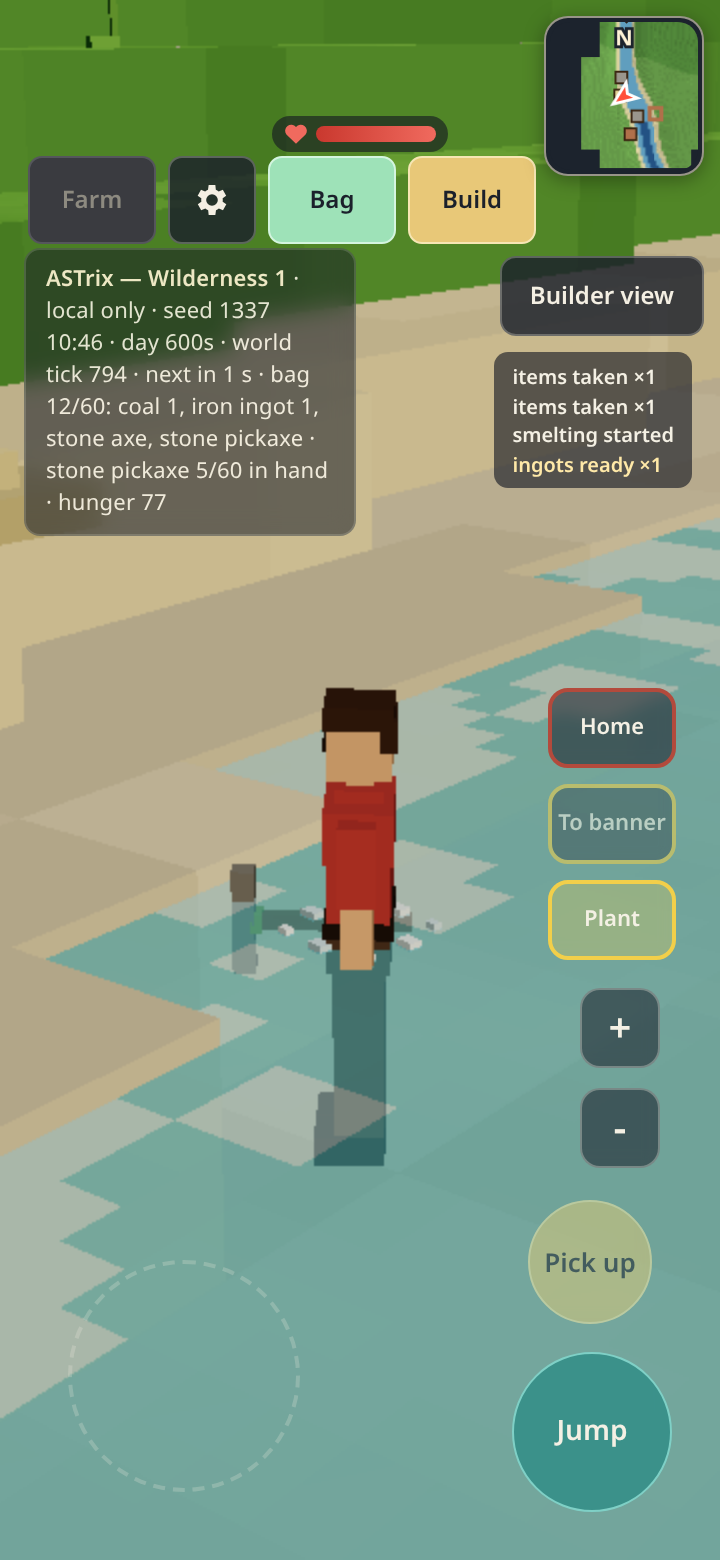 N
Farm
Bag
Build
ASTrix — Wilderness 1 ·
local only · seed 1337
10:46 · day 600s · world
tick 794 · next in 1 s · bag
12/60: coal 1, iron ingot 1,
stone axe, stone pickaxe ·
stone pickaxe 5/60 in hand
· hunger 77
Builder view
items taken ×1
items taken ×1
smelting started
ingots ready ×1
Home
To banner
Plant
+
-
Pick up
Jump